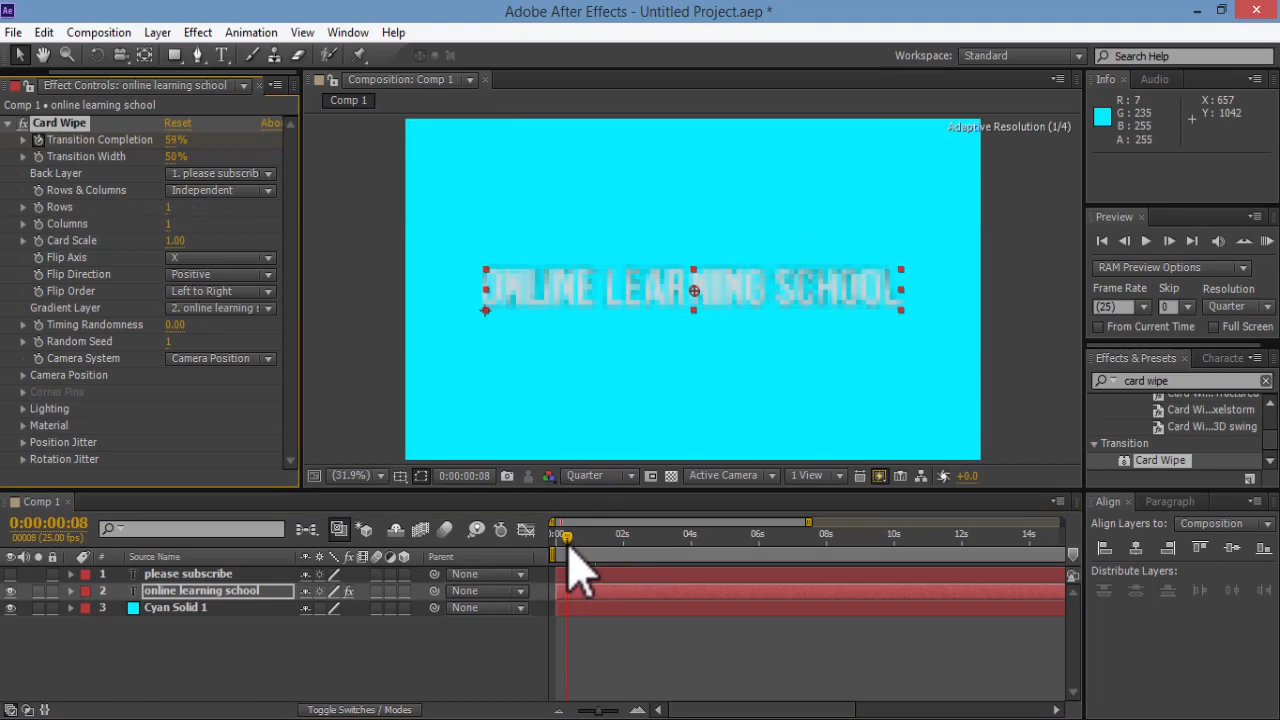 Ae Adobe After Effects - Untitled Project.aep *
File Edit Composition Layer Effect Animation View Window Help
Workspace: Standard Search Help
Effect Controls: online learning school
Comp 1 • online learning school
fx Card Wipe Reset Abo
Transition Completion 59%
Transition Width 50%
Back Layer 1. please subscrib
Rows & Columns Independent
Rows 1
Columns 1
Card Scale 1.00
Flip Axis X
Flip Direction Positive
Flip Order Left to Right
Gradient Layer 2. online learning s
Timing Randomness 0.00
Random Seed 1
Camera System Camera Position
Camera Position
Corner Pins
Lighting
Material
Position Jitter
Rotation Jitter
Composition: Comp 1
Comp 1
Adaptive Resolution (1/4)
ONLINE LEARNING SCHOOL
(31.9%) 0:00:00:08 Quarter Active Camera 1 View +0.0
Info Audio
R: 7 X: 657
G: 235 Y: 1042
B: 255
A: 255
Preview
RAM Preview Options
Frame Rate Skip Resolution
(25) 0 Quarter
From Current Time Full Screen
Effects & Presets Characte
card wipe
Card Wi...xelstorm
Card Wi...3D swing
Transition
Card Wipe
Comp 1
0:00:00:08
00008 (25.00 fps)
02s 04s 06s 08s 10s 12s 14s
# Source Name fx Parent
1 T please subscribe None
2 T online learning school fx None
3 Cyan Solid 1 None
Toggle Switches / Modes
Align Paragraph
Align Layers to: Composition
Distribute Layers: